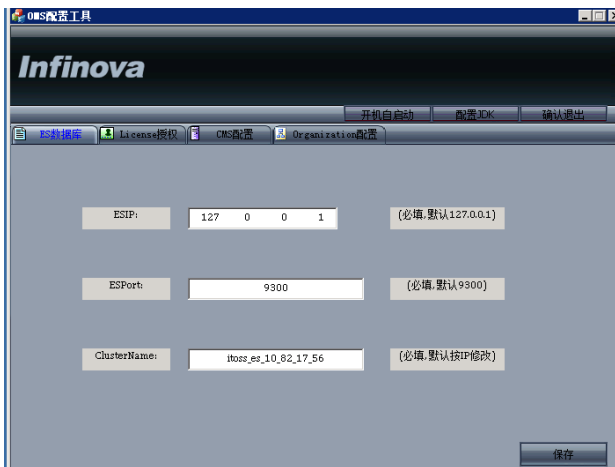 OMS配置工具
Infinova
开机自启动 配置JDK 确认退出
ES数据库 License授权 CMS配置 Organization配置
ESIP: 127 0 0 1 (必填,默认127.0.0.1)
ESPort: 9300 (必填,默认9300)
ClusterName: itoss_es_10_82_17_56 (必填,默认按IP修改)
保存